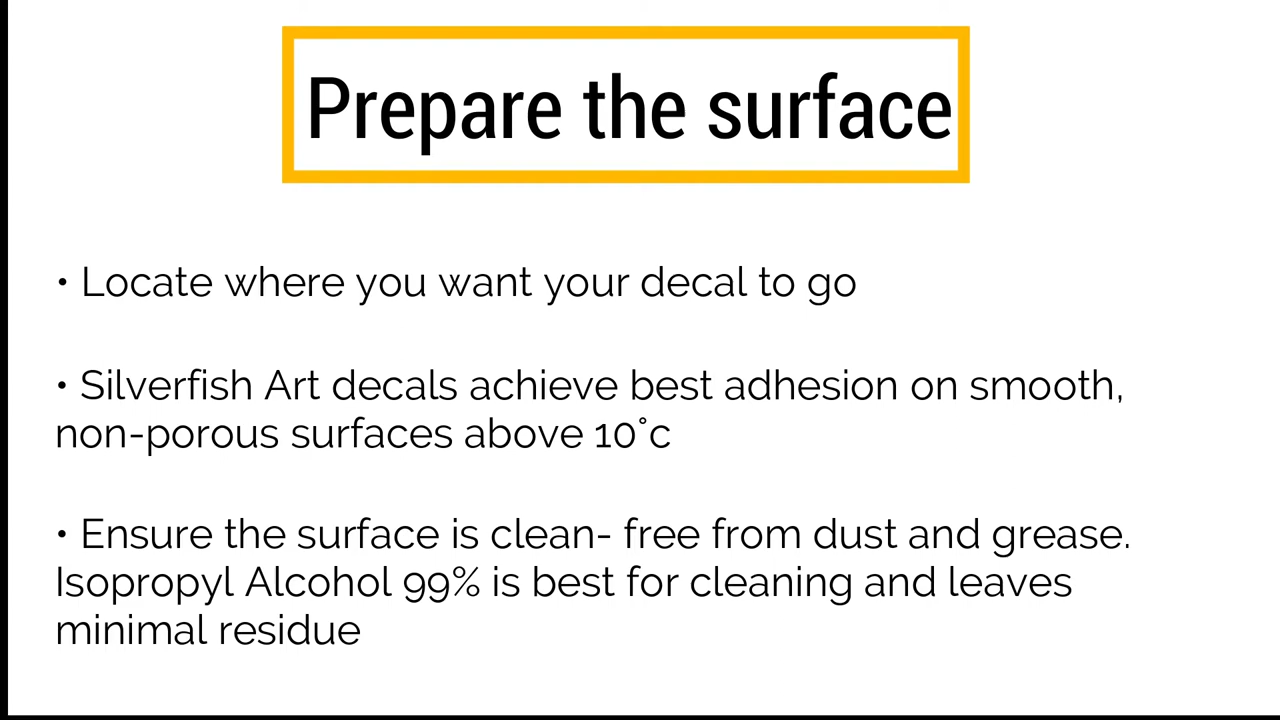 Prepare the surface
• Locate where you want your decal to go
• Silverfish Art decals achieve best adhesion on smooth,
non-porous surfaces above 10˚c
• Ensure the surface is clean- free from dust and grease.
Isopropyl Alcohol 99% is best for cleaning and leaves
minimal residue